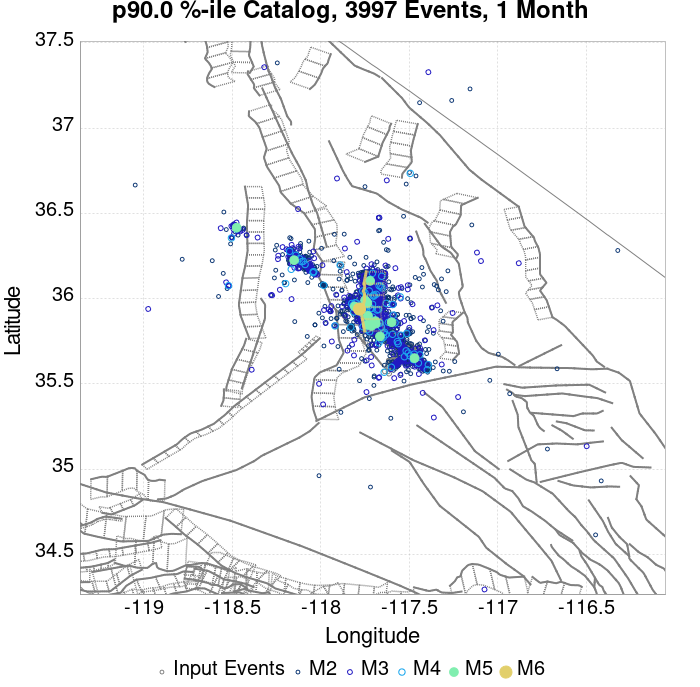 p90.0 %-ile Catalog, 3997 Events, 1 Month
37.5
37
36.5
36
35.5
35
34.5
Latitude
-119 -118.5 -118 -117.5 -117 -116.5
Longitude
Input Events M2 M3 M4 M5 M6